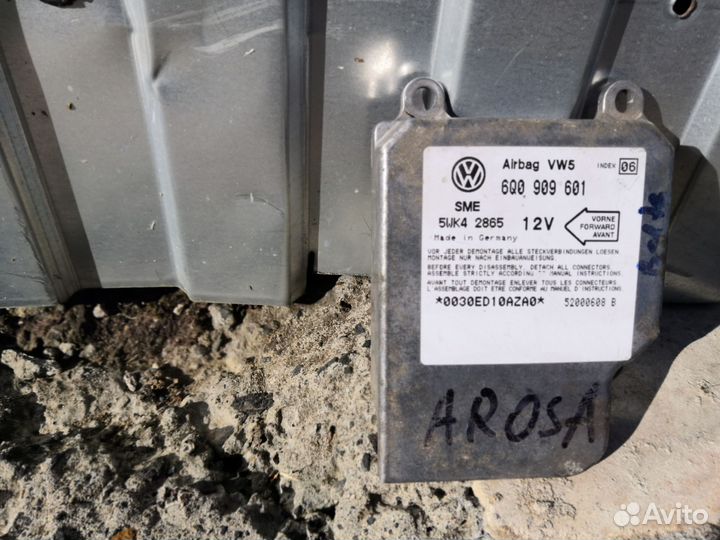 Airbag VW5 INDEX 06
6Q0 909 601
SME
5WK4 2865 12V
VORNE
FORWARD
AVANT
Made in Germany
VOR JEDER DEMONTAGE ALLE STECKVERBINDUNGEN LOESEN
MONTAGE NUR NACH EINBAUANWEISUNG.
BEFORE EVERY DISASSEMBLY, DETACH ALL CONNECTORS.
ASSEMBLE STRICTLY ACCORDING MANUAL INSTRUCTIONS
AVANT TOUT DEMONTAGE ENLEVER TOUS LES CONNECTEURS
L'ASSEMBLAGE DOIT ETRE CONFORME AU MANUEL D'INSTRUCTIONS
*0030ED10AZA0* 52000608 B
AROSA
Avito